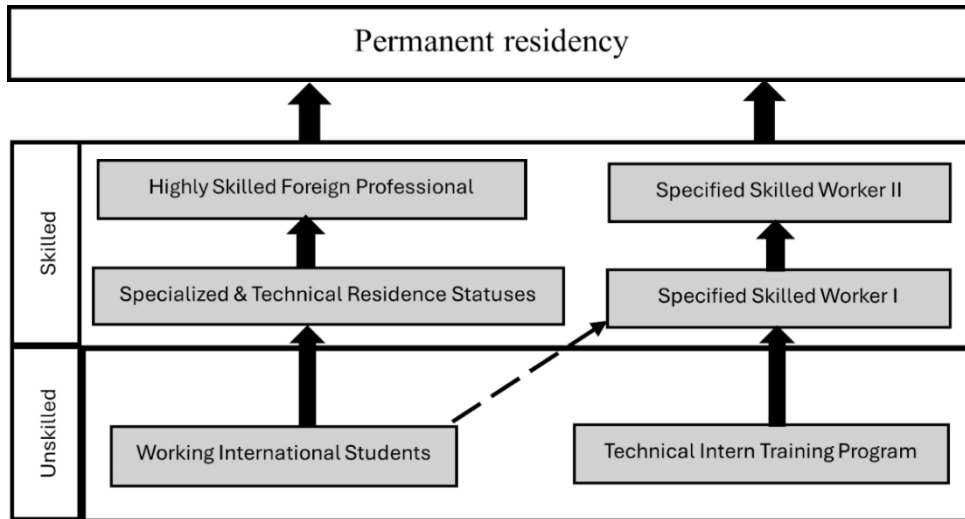 Permanent residency
Skilled
Highly Skilled Foreign Professional
Specified Skilled Worker II
Specialized & Technical Residence Statuses
Specified Skilled Worker I
Unskilled
Working International Students
Technical Intern Training Program